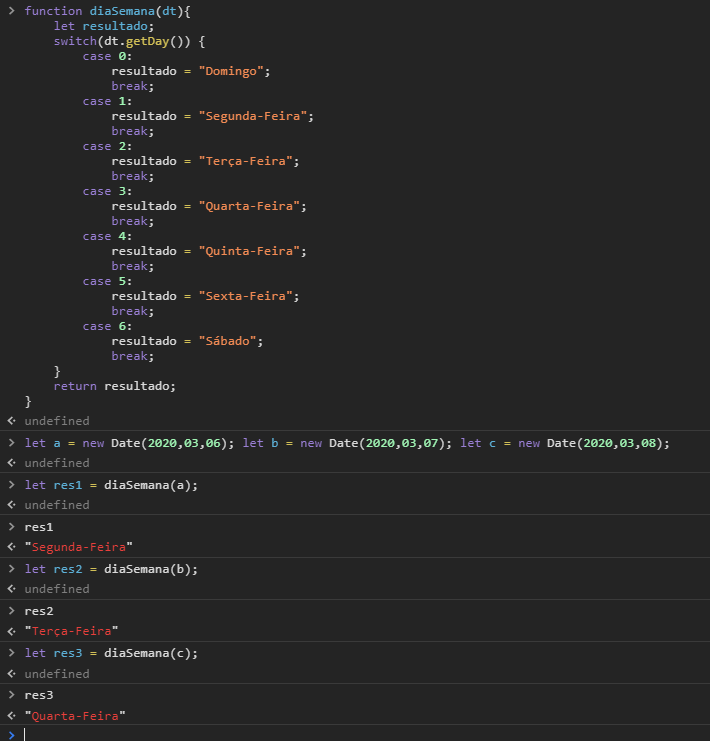 > function diaSemana(dt){
    let resultado;
    switch(dt.getDay()) {
        case 0:
            resultado = "Domingo";
            break;
        case 1:
            resultado = "Segunda-Feira";
            break;
        case 2:
            resultado = "Terça-Feira";
            break;
        case 3:
            resultado = "Quarta-Feira";
            break;
        case 4:
            resultado = "Quinta-Feira";
            break;
        case 5:
            resultado = "Sexta-Feira";
            break;
        case 6:
            resultado = "Sábado";
            break;
    }
    return resultado;
}
undefined
> let a = new Date(2020,03,06); let b = new Date(2020,03,07); let c = new Date(2020,03,08);
undefined
> let res1 = diaSemana(a);
undefined
> res1
"Segunda-Feira"
> let res2 = diaSemana(b);
undefined
> res2
"Terça-Feira"
> let res3 = diaSemana(c);
undefined
> res3
"Quarta-Feira"
>